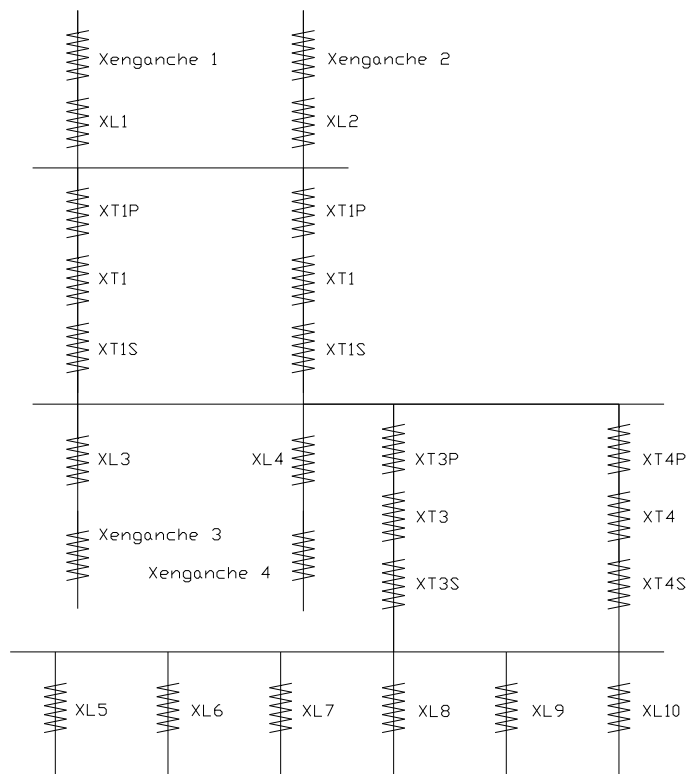 Xenganche 1
Xenganche 2
XL1
XL2
XT1P
XT1P
XT1
XT1
XT1S
XT1S
XL3
XL4
XT3P
XT4P
XT3
XT4
Xenganche 3
Xenganche 4
XT3S
XT4S
XL5
XL6
XL7
XL8
XL9
XL10